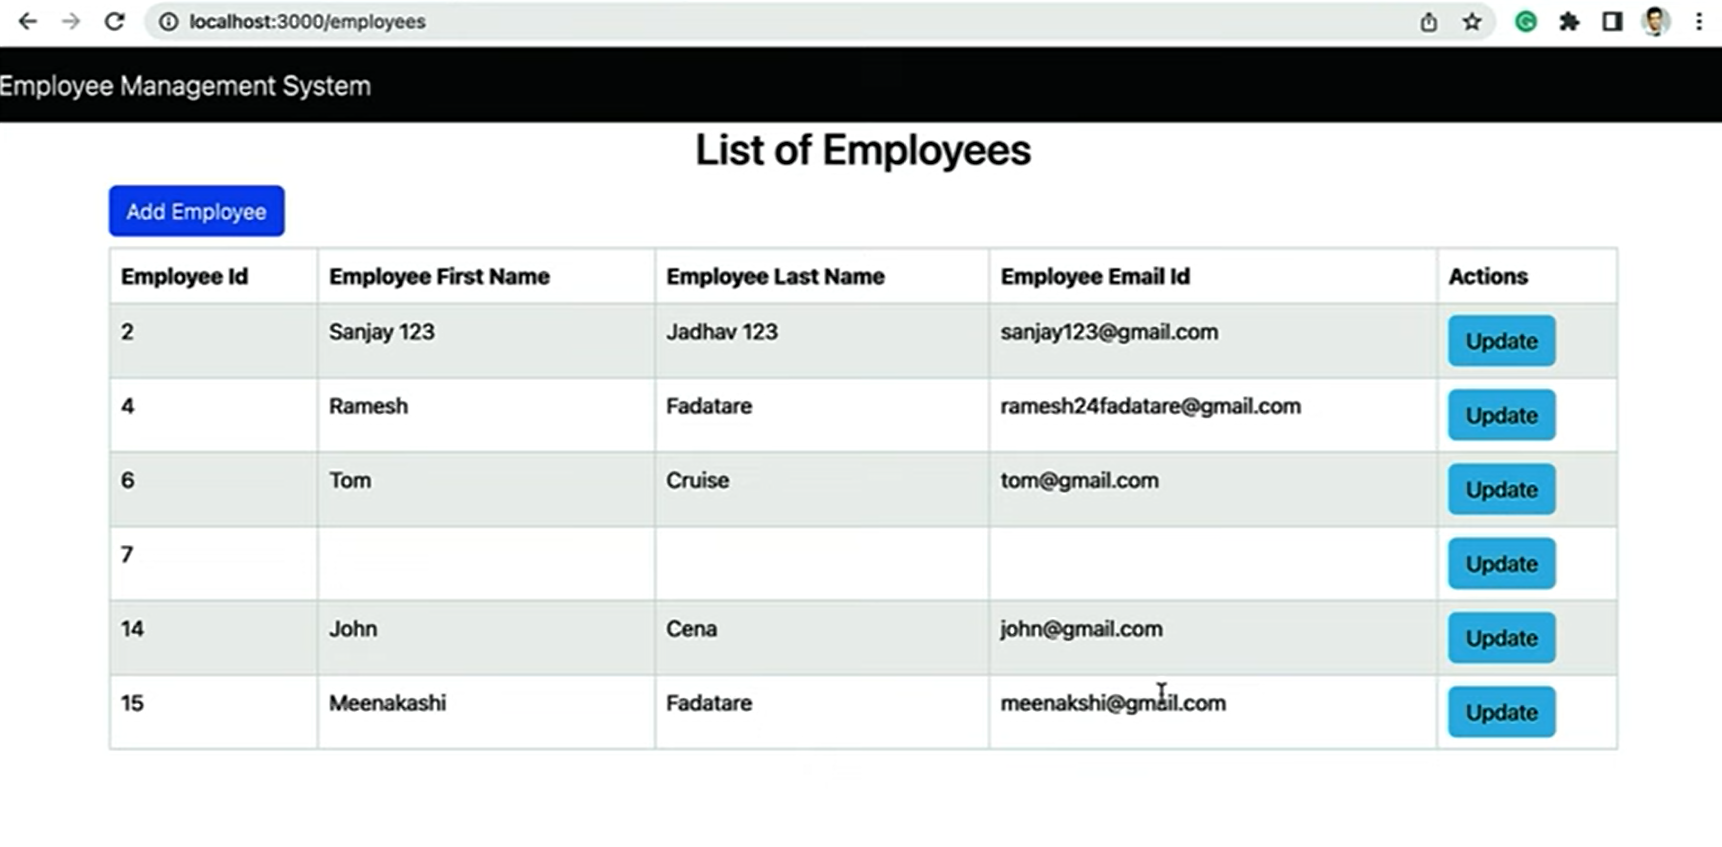 localhost:3000/employees
Employee Management System
List of Employees
Add Employee
Employee Id Employee First Name Employee Last Name Employee Email Id Actions
2 Sanjay 123 Jadhav 123 sanjay123@gmail.com Update
4 Ramesh Fadatare ramesh24fadatare@gmail.com Update
6 Tom Cruise tom@gmail.com Update
7 Update
14 John Cena john@gmail.com Update
15 Meenakashi Fadatare meenakshi@gmail.com Update